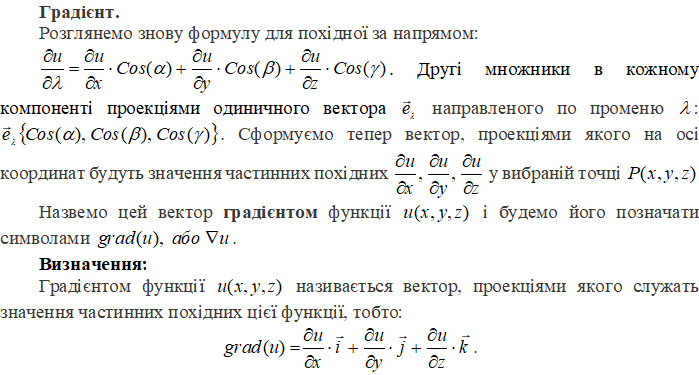 Градієнт.
Розглянемо знову формулу для похідної за напрямом:
∂u/∂λ = ∂u/∂x · Cos(α) + ∂u/∂y · Cos(β) + ∂u/∂z · Cos(γ). Другі множники в кожному
компоненті проекціями одиничного вектора e⃗_λ направленого по променю λ:
e⃗_λ{Cos(α), Cos(β), Cos(γ)}. Сформуємо тепер вектор, проекціями якого на осі
координат будуть значення частинних похідних ∂u/∂x, ∂u/∂y, ∂u/∂z у вибраній точці P(x, y, z)
Назвемо цей вектор градієнтом функції u(x, y, z) і будемо його позначати
символами grad(u), або ∇u.
Визначення:
Градієнтом функції u(x, y, z) називається вектор, проекціями якого служать
значення частинних похідних цієї функції, тобто:
grad(u) = ∂u/∂x · i⃗ + ∂u/∂y · j⃗ + ∂u/∂z · k⃗.